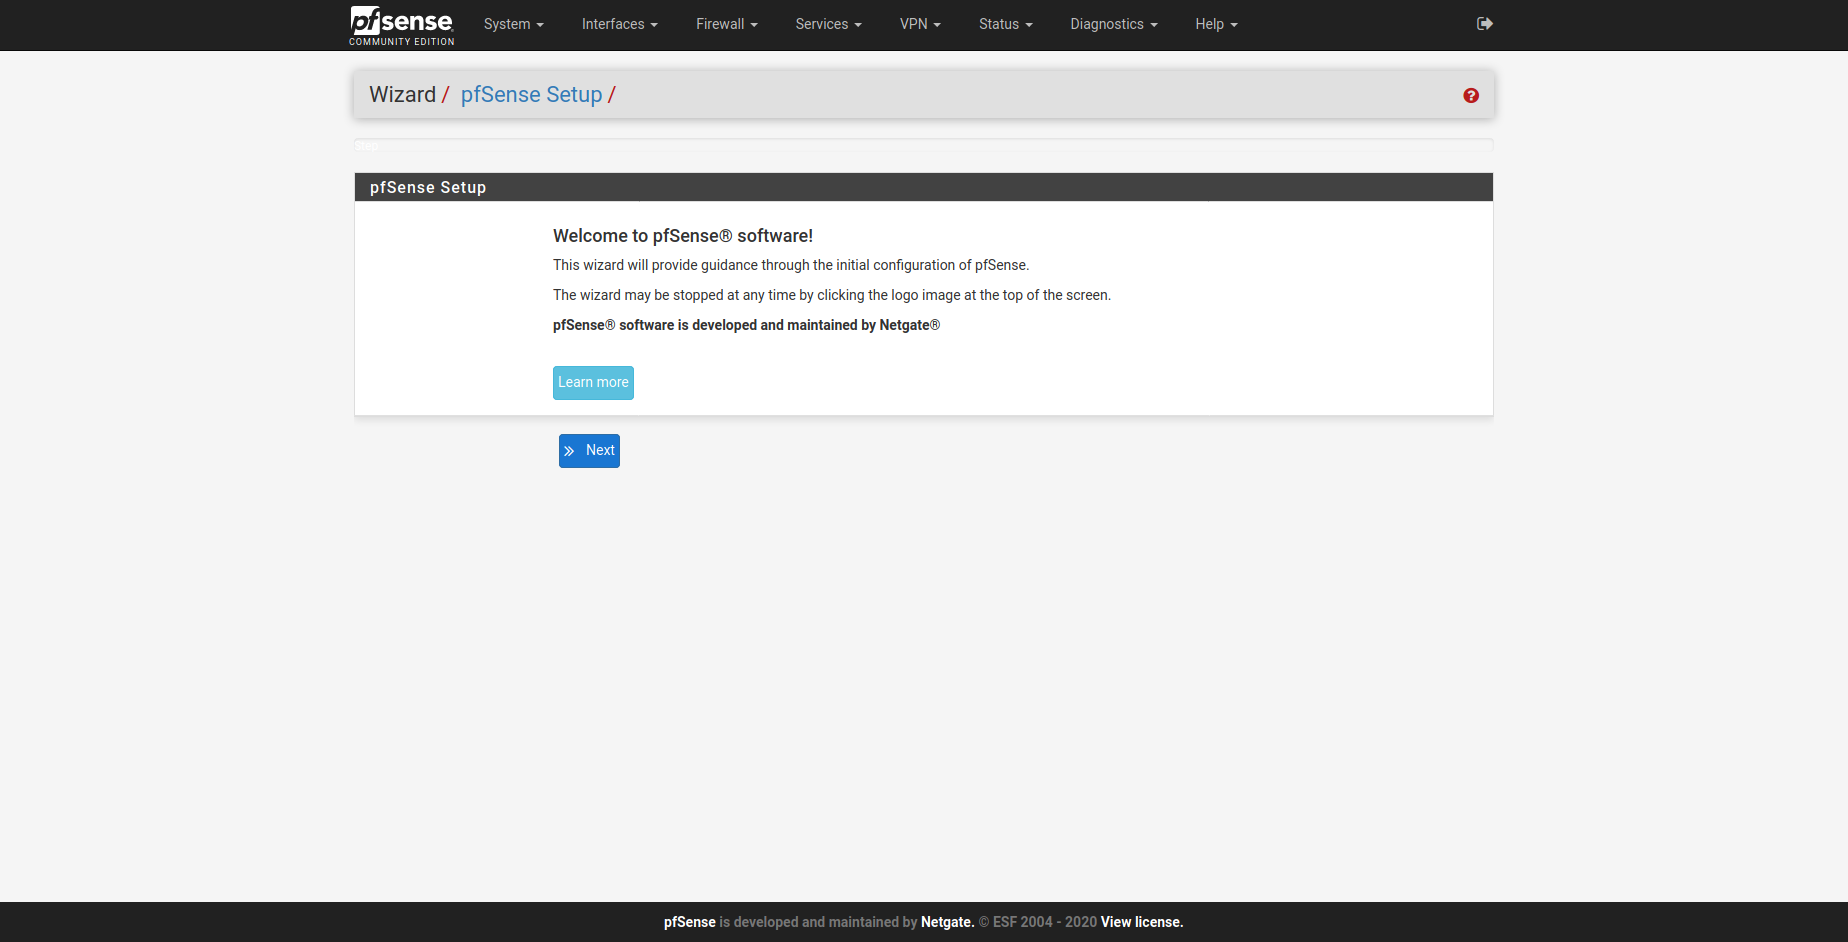 pfsense
COMMUNITY EDITION
System Interfaces Firewall Services VPN Status Diagnostics Help
Wizard / pfSense Setup /
Step
pfSense Setup
Welcome to pfSense® software!
This wizard will provide guidance through the initial configuration of pfSense.
The wizard may be stopped at any time by clicking the logo image at the top of the screen.
pfSense® software is developed and maintained by Netgate®
Learn more
Next
pfSense is developed and maintained by Netgate. © ESF 2004 - 2020 View license.